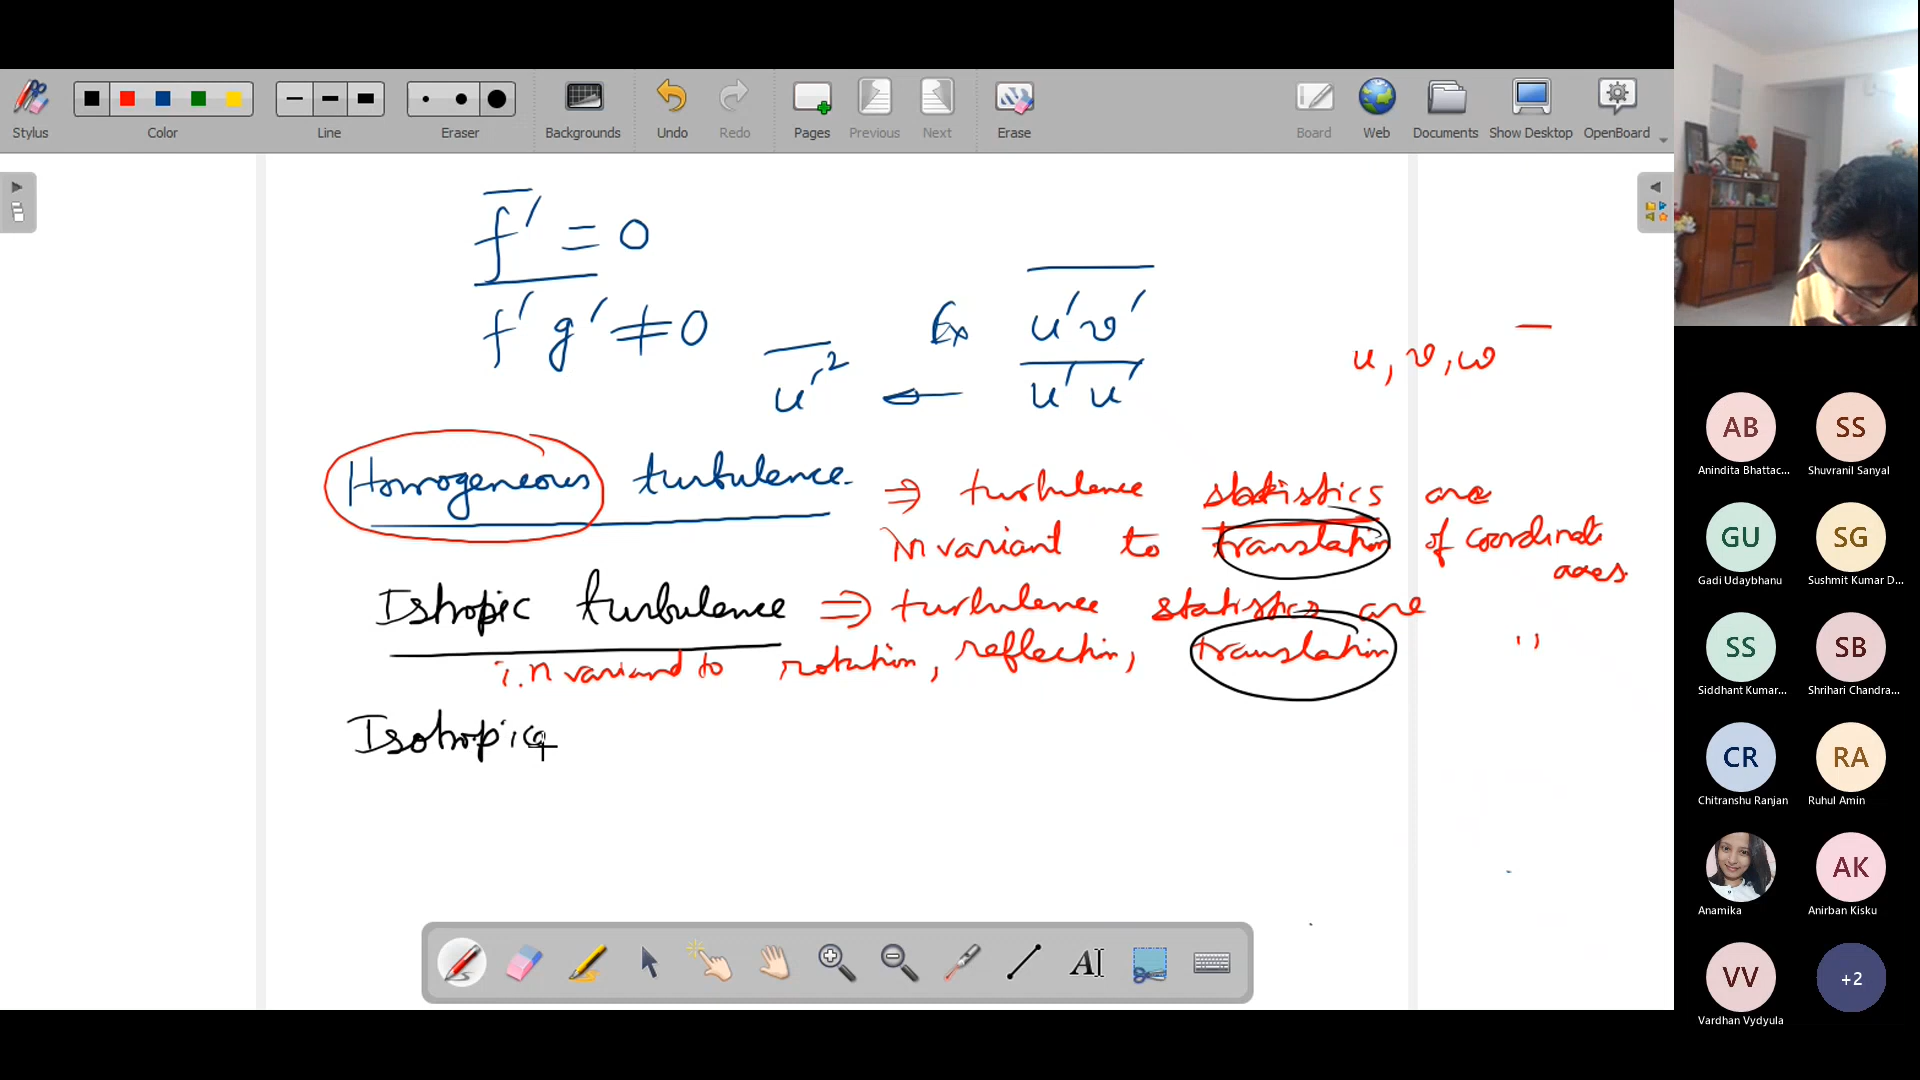 Stylus Color Line Eraser Backgrounds Undo Redo Pages Previous Next Erase Board Web Documents Show Desktop OpenBoard
f′ = 0
f′ g′ ≠ 0
u′² ← Ex u′v′
u′u′
u, v, w
Homogeneous turbulence. ⇒ turbulence statistics are
invariant to translation of coordinate
axes.
Istropic turbulence ⇒ turbulence statistics are
invariant to rotation, reflection, translation "
Isotropic
AB SS
Anindita Bhattac... Shuvranil Sanyal
GU SG
Gadi Udaybhanu Sushmit Kumar D...
SS SB
Siddhant Kumar... Shrihari Chandra...
CR RA
Chitranshu Ranjan Ruhul Amin
AK
Anamika Anirban Kisku
VV +2
Vardhan Vydyula
AI